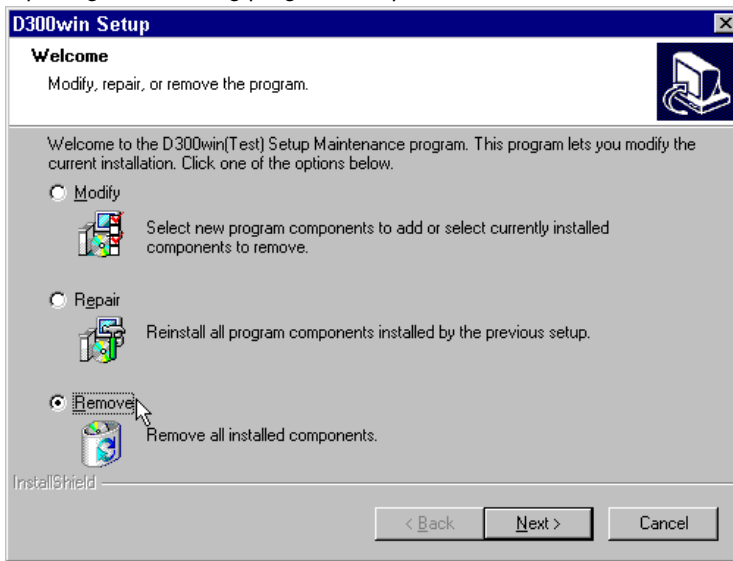 D300win Setup
Welcome
Modify, repair, or remove the program.
Welcome to the D300win(Test) Setup Maintenance program. This program lets you modify the
current installation. Click one of the options below.
Modify
Select new program components to add or select currently installed
components to remove.
Repair
Reinstall all program components installed by the previous setup.
Remove
Remove all installed components.
InstallShield
< Back Next > Cancel